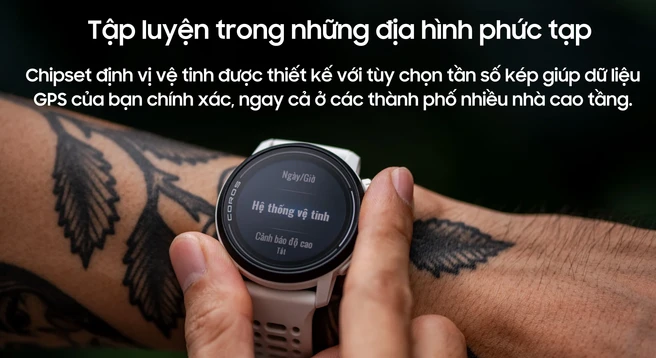 Tập luyện trong những địa hình phức tạp
Chipset định vị vệ tinh được thiết kế với tùy chọn tần số kép giúp dữ liệu
GPS của bạn chính xác, ngay cả ở các thành phố nhiều nhà cao tầng.
COROS
Ngày/Giờ
Hệ thống vệ tinh
Cảnh báo độ cao
Tắt